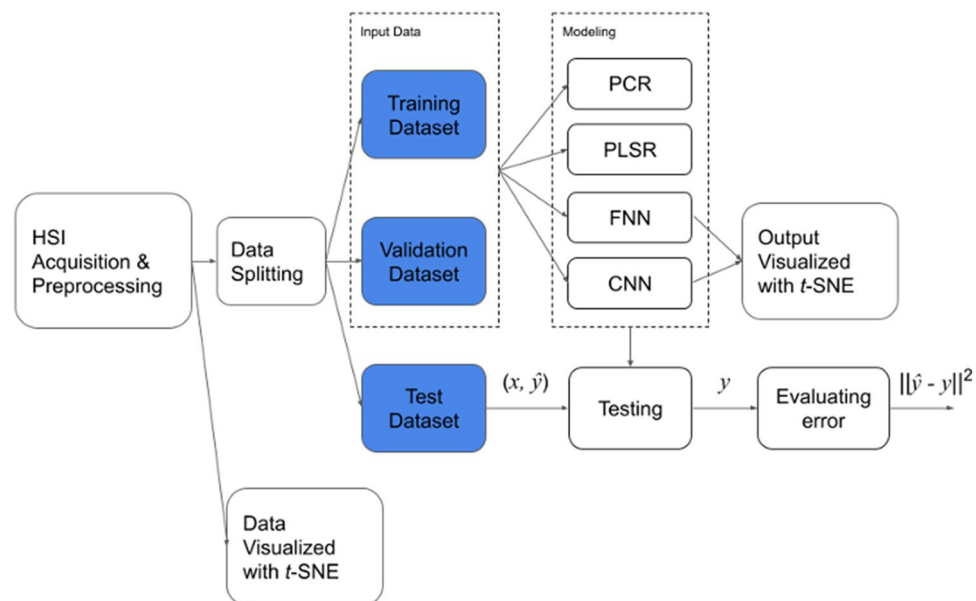 Input Data
Modeling
Training
Dataset
PCR
PLSR
HSI
Acquisition &
Preprocessing
Data
Splitting
Validation
Dataset
FNN
CNN
Output
Visualized
with t-SNE
Test
Dataset
(x, ŷ)
Testing
y
Evaluating
error
||ŷ - y||²
Data
Visualized
with t-SNE